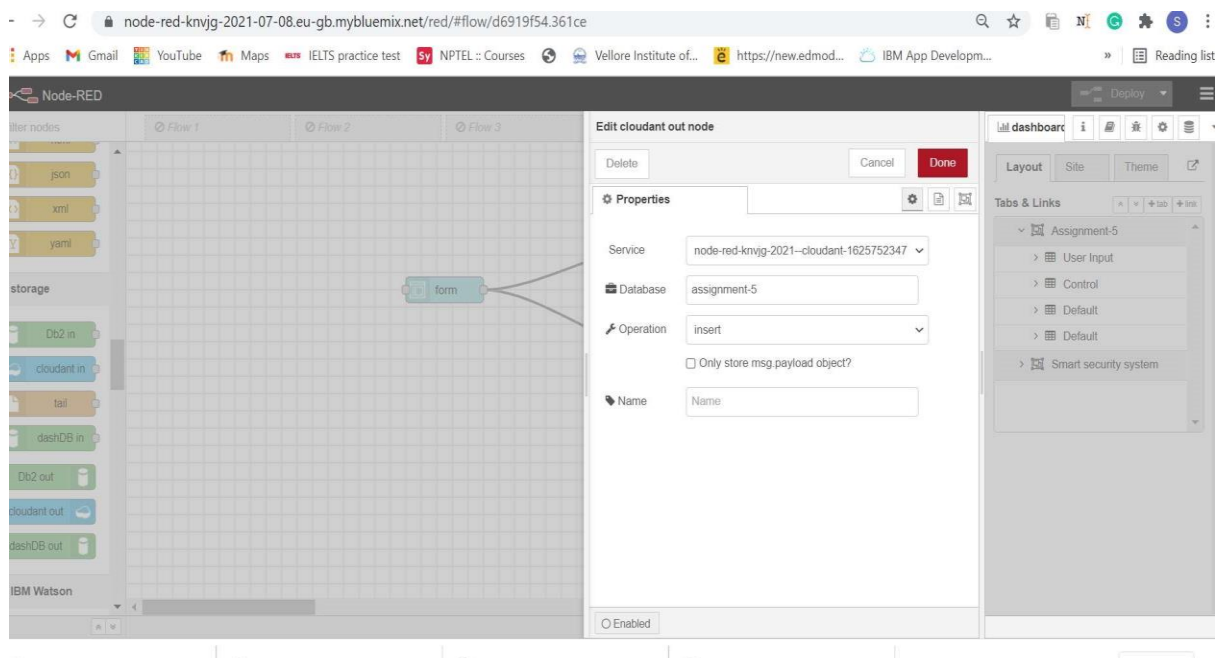 node-red-knvjg-2021-07-08.eu-gb.mybluemix.net/red/#flow/d6919f54.361ce
Apps Gmail YouTube Maps IELTS IELTS practice test Sy NPTEL :: Courses Vellore Institute of... ë https://new.edmod... IBM App Developm... » Reading list
Node-RED Deploy
filter nodes
Flow 1 Flow 2 Flow 3
json
xml
yaml
storage
Db2 in
cloudant in
tail
dashDB in
Db2 out
cloudant out
dashDB out
IBM Watson
form
Edit cloudant out node
Delete Cancel Done
Properties
Service node-red-knvjg-2021--cloudant-1625752347
Database assignment-5
Operation insert
Only store msg.payload object?
Name Name
Enabled
dashboard i
Layout Site Theme
Tabs & Links +tab +link
Assignment-5
User Input
Control
Default
Default
Smart security system